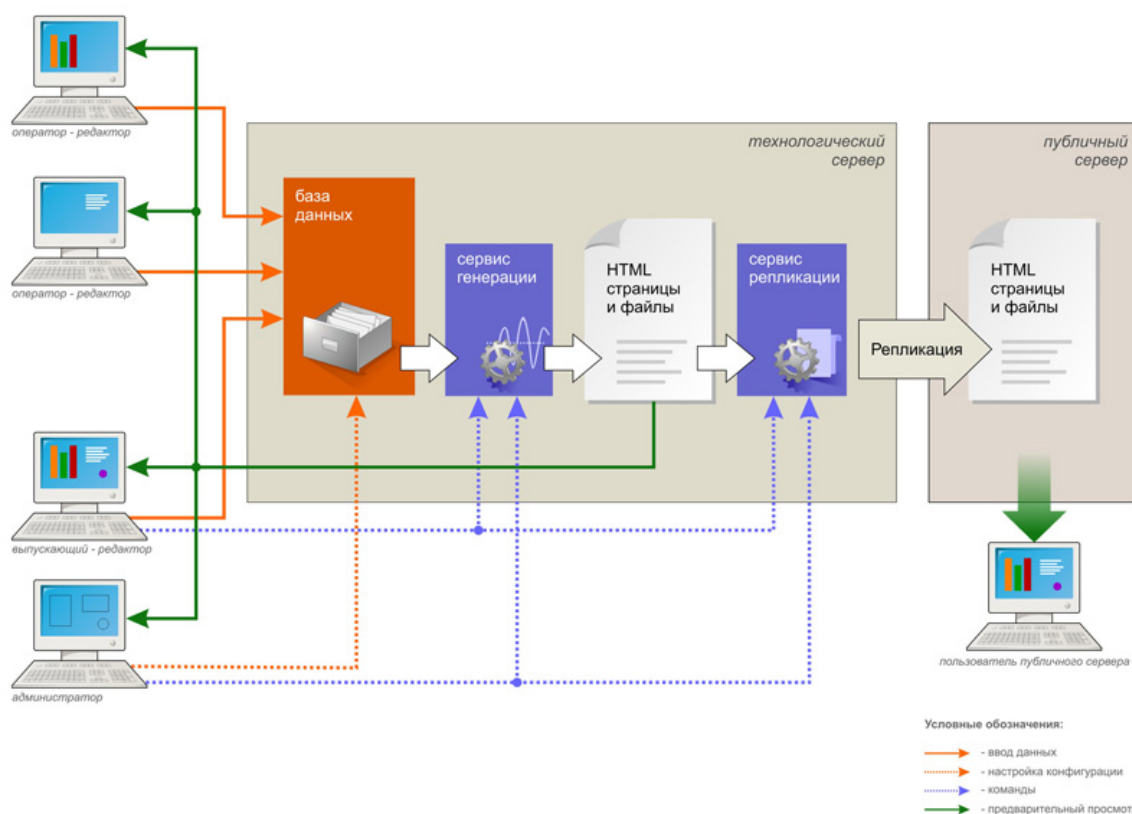 оператор - редактор
оператор - редактор
выпускающий - редактор
администратор
технологический
сервер
база
данных
сервис
генерации
HTML
страницы
и файлы
сервис
репликации
Репликация
публичный
сервер
HTML
страницы
и файлы
пользователь публичного сервера
Условные обозначения:
- ввод данных
- настройка конфигурации
- команды
- предварительный просмотр